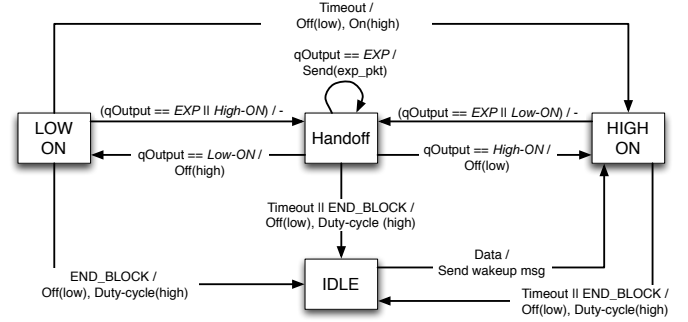 Timeout /
Off(low), On(high)
qOutput == EXP /
Send(exp_pkt)
(qOutput == EXP || High-ON) / -
(qOutput == EXP || Low-ON) / -
LOW
ON
Handoff
HIGH
ON
qOutput == Low-ON /
Off(high)
qOutput == High-ON /
Off(low)
Timeout || END_BLOCK /
Off(low), Duty-cycle (high)
Data /
Send wakeup msg
END_BLOCK /
Off(low), Duty-cycle(high)
IDLE
Timeout || END_BLOCK /
Off(low), Duty-cycle(high)